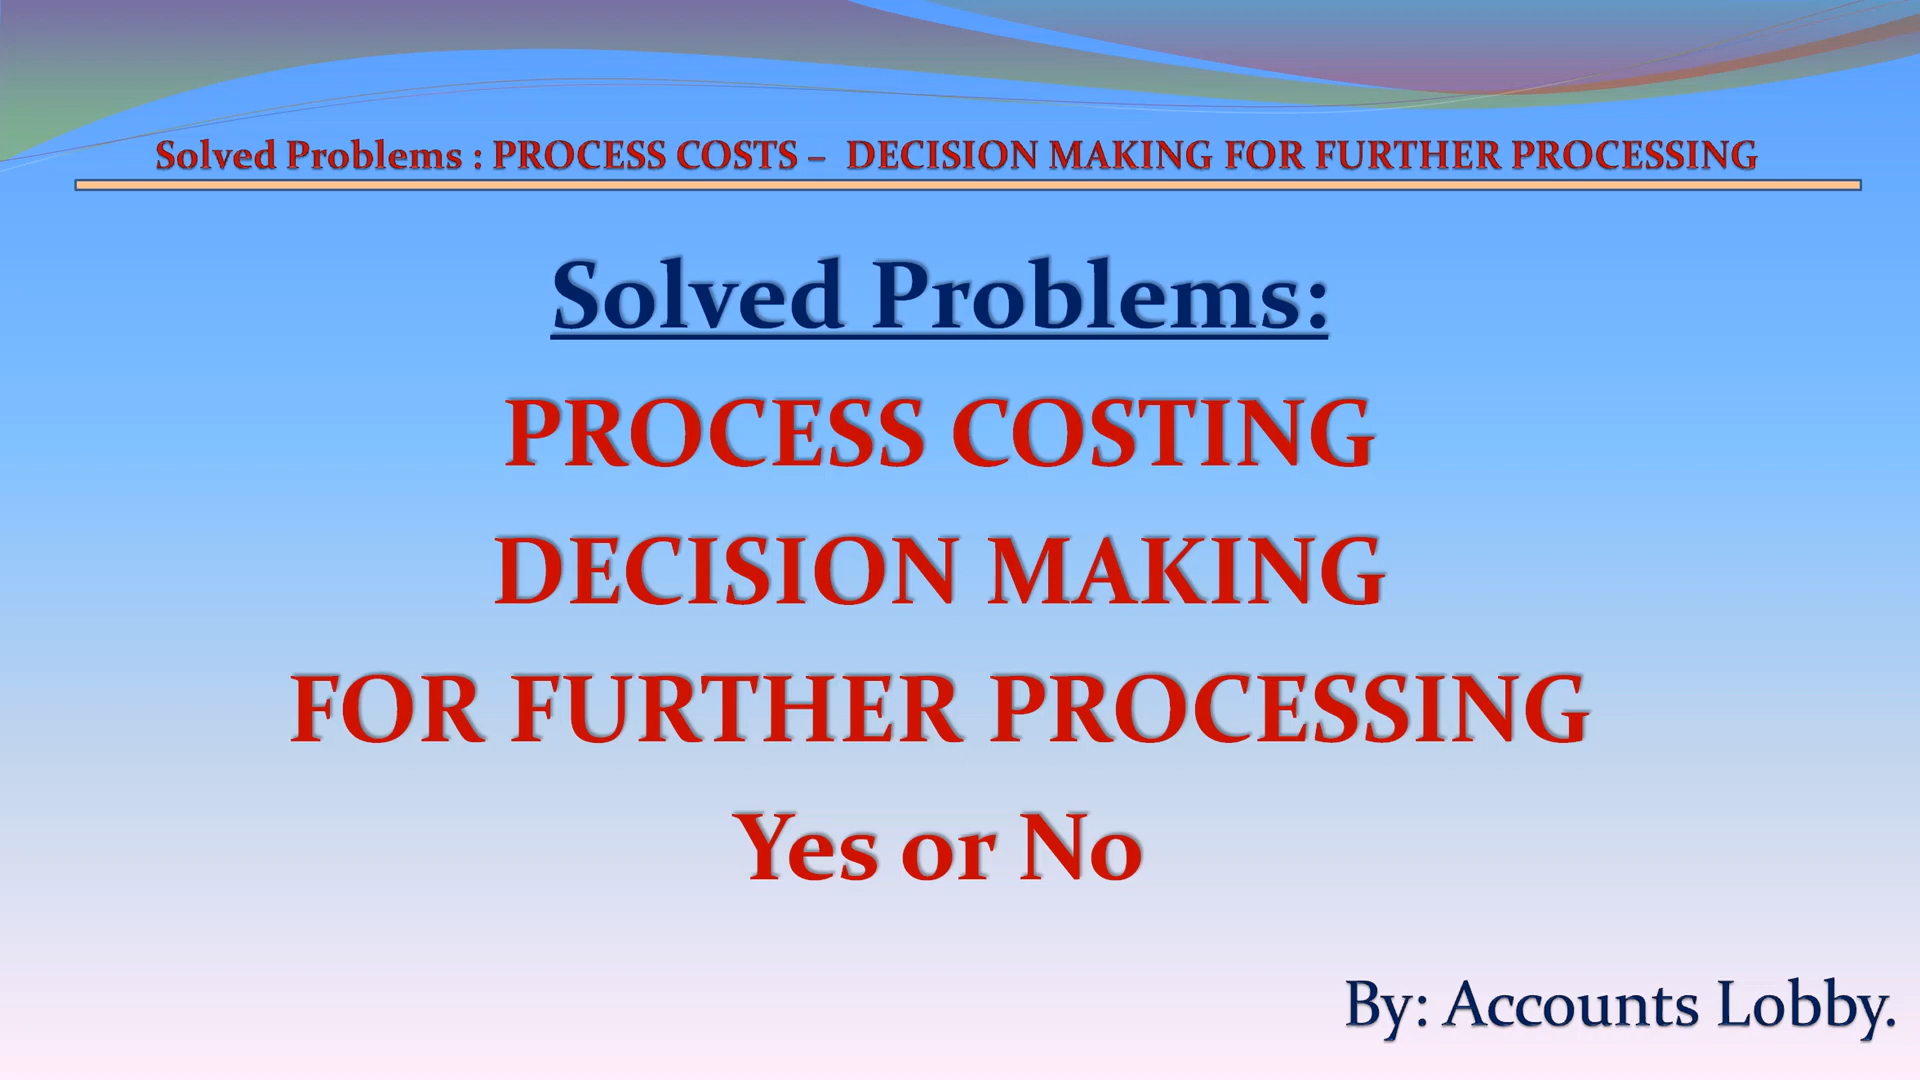 Solved Problems : PROCESS COSTS – DECISION MAKING FOR FURTHER PROCESSING
Solved Problems:
PROCESS COSTING
DECISION MAKING
FOR FURTHER PROCESSING
Yes or No
By: Accounts Lobby.